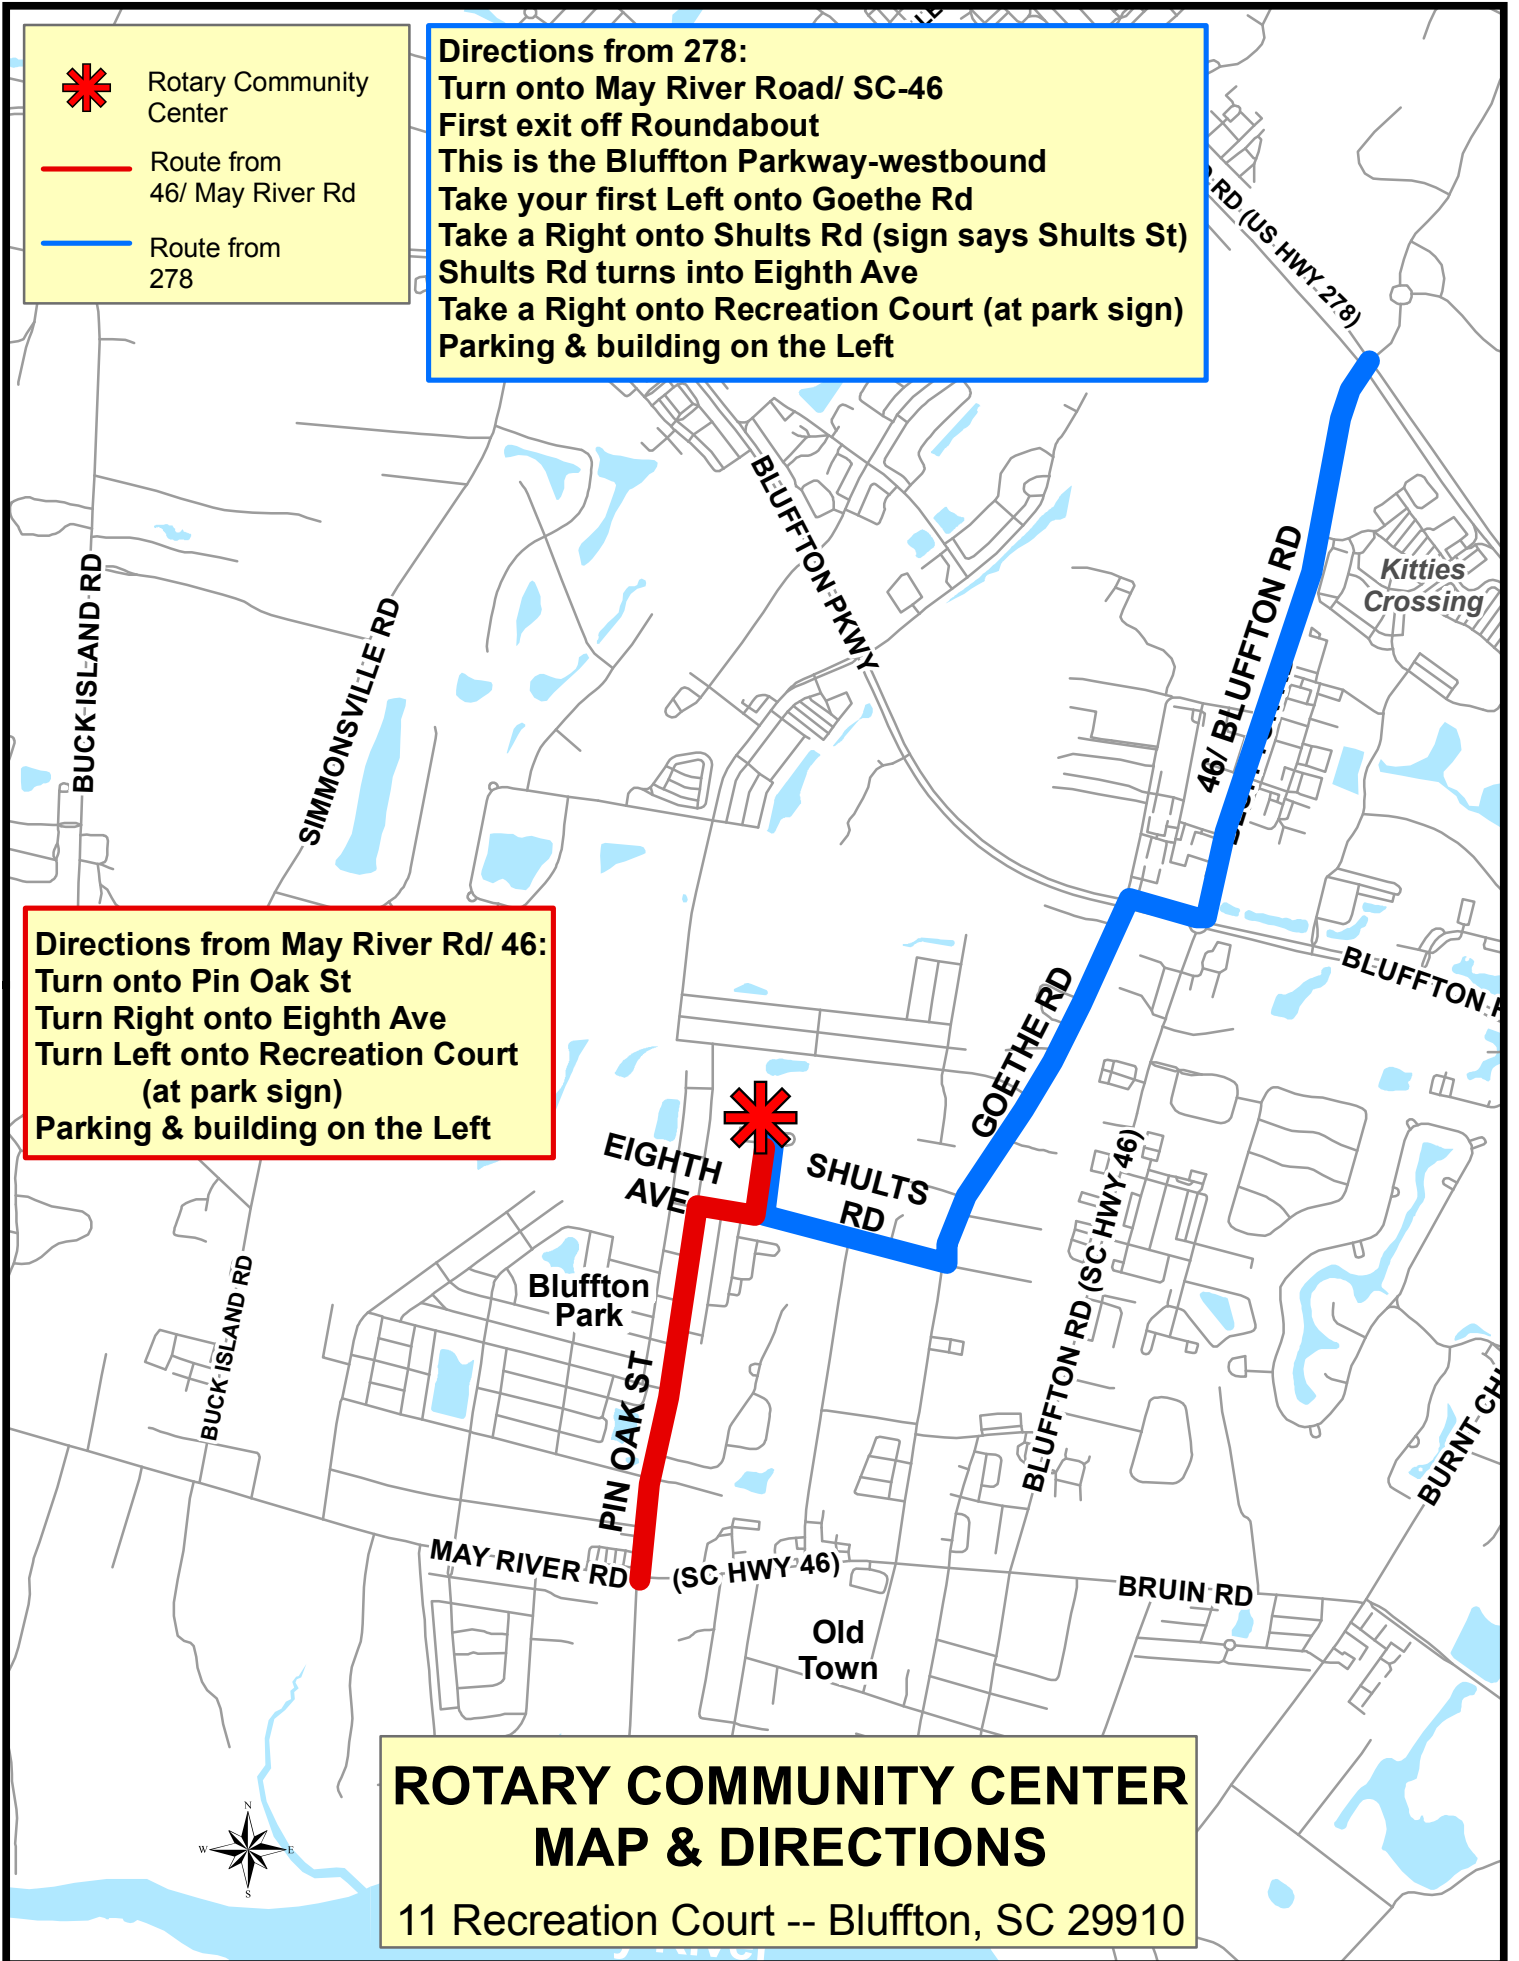 Rotary Community
Center
Route from
46/ May River Rd
Route from
278
Directions from 278:
Turn onto May River Road/ SC-46
First exit off Roundabout
This is the Bluffton Parkway-westbound
Take your first Left onto Goethe Rd
Take a Right onto Shults Rd (sign says Shults St)
Shults Rd turns into Eighth Ave
Take a Right onto Recreation Court (at park sign)
Parking & building on the Left
RD (US HWY 278)
BLUFFTON PKWY
Kitties
Crossing
46/ BLUFFTON RD
BUCK ISLAND RD
SIMMONSVILLE RD
Directions from May River Rd/ 46:
Turn onto Pin Oak St
Turn Right onto Eighth Ave
Turn Left onto Recreation Court
(at park sign)
Parking & building on the Left
BLUFFTON
GOETHE RD
EIGHTH
AVE
SHULTS
RD
BLUFFTON RD (SC HWY 46)
BUCK ISLAND RD
Bluffton
Park
PIN OAK ST
BURNT
MAY RIVER RD
(SC HWY 46)
BRUIN RD
Old
Town
N
W
E
S
ROTARY COMMUNITY CENTER
MAP & DIRECTIONS
11 Recreation Court -- Bluffton, SC 29910